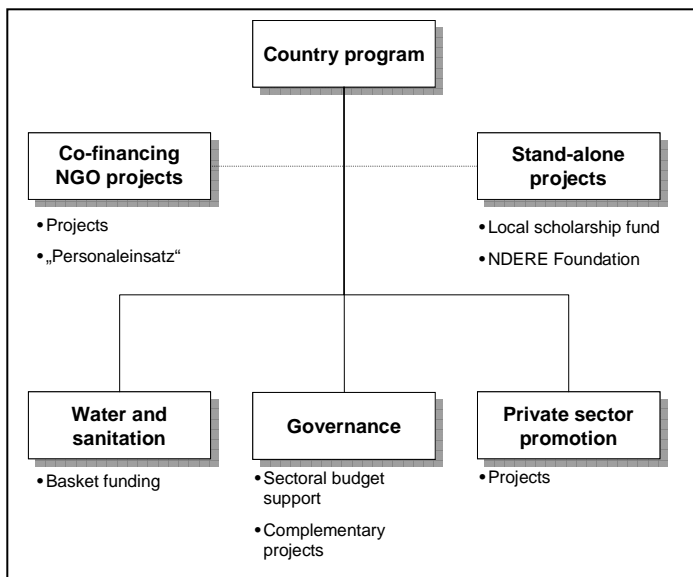 Country program
Co-financing
NGO projects
• Projects
• „Personaleinsatz“
Stand-alone
projects
• Local scholarship fund
• NDERE Foundation
Water and
sanitation
• Basket funding
Governance
• Sectoral budget
support
• Complementary
projects
Private sector
promotion
• Projects